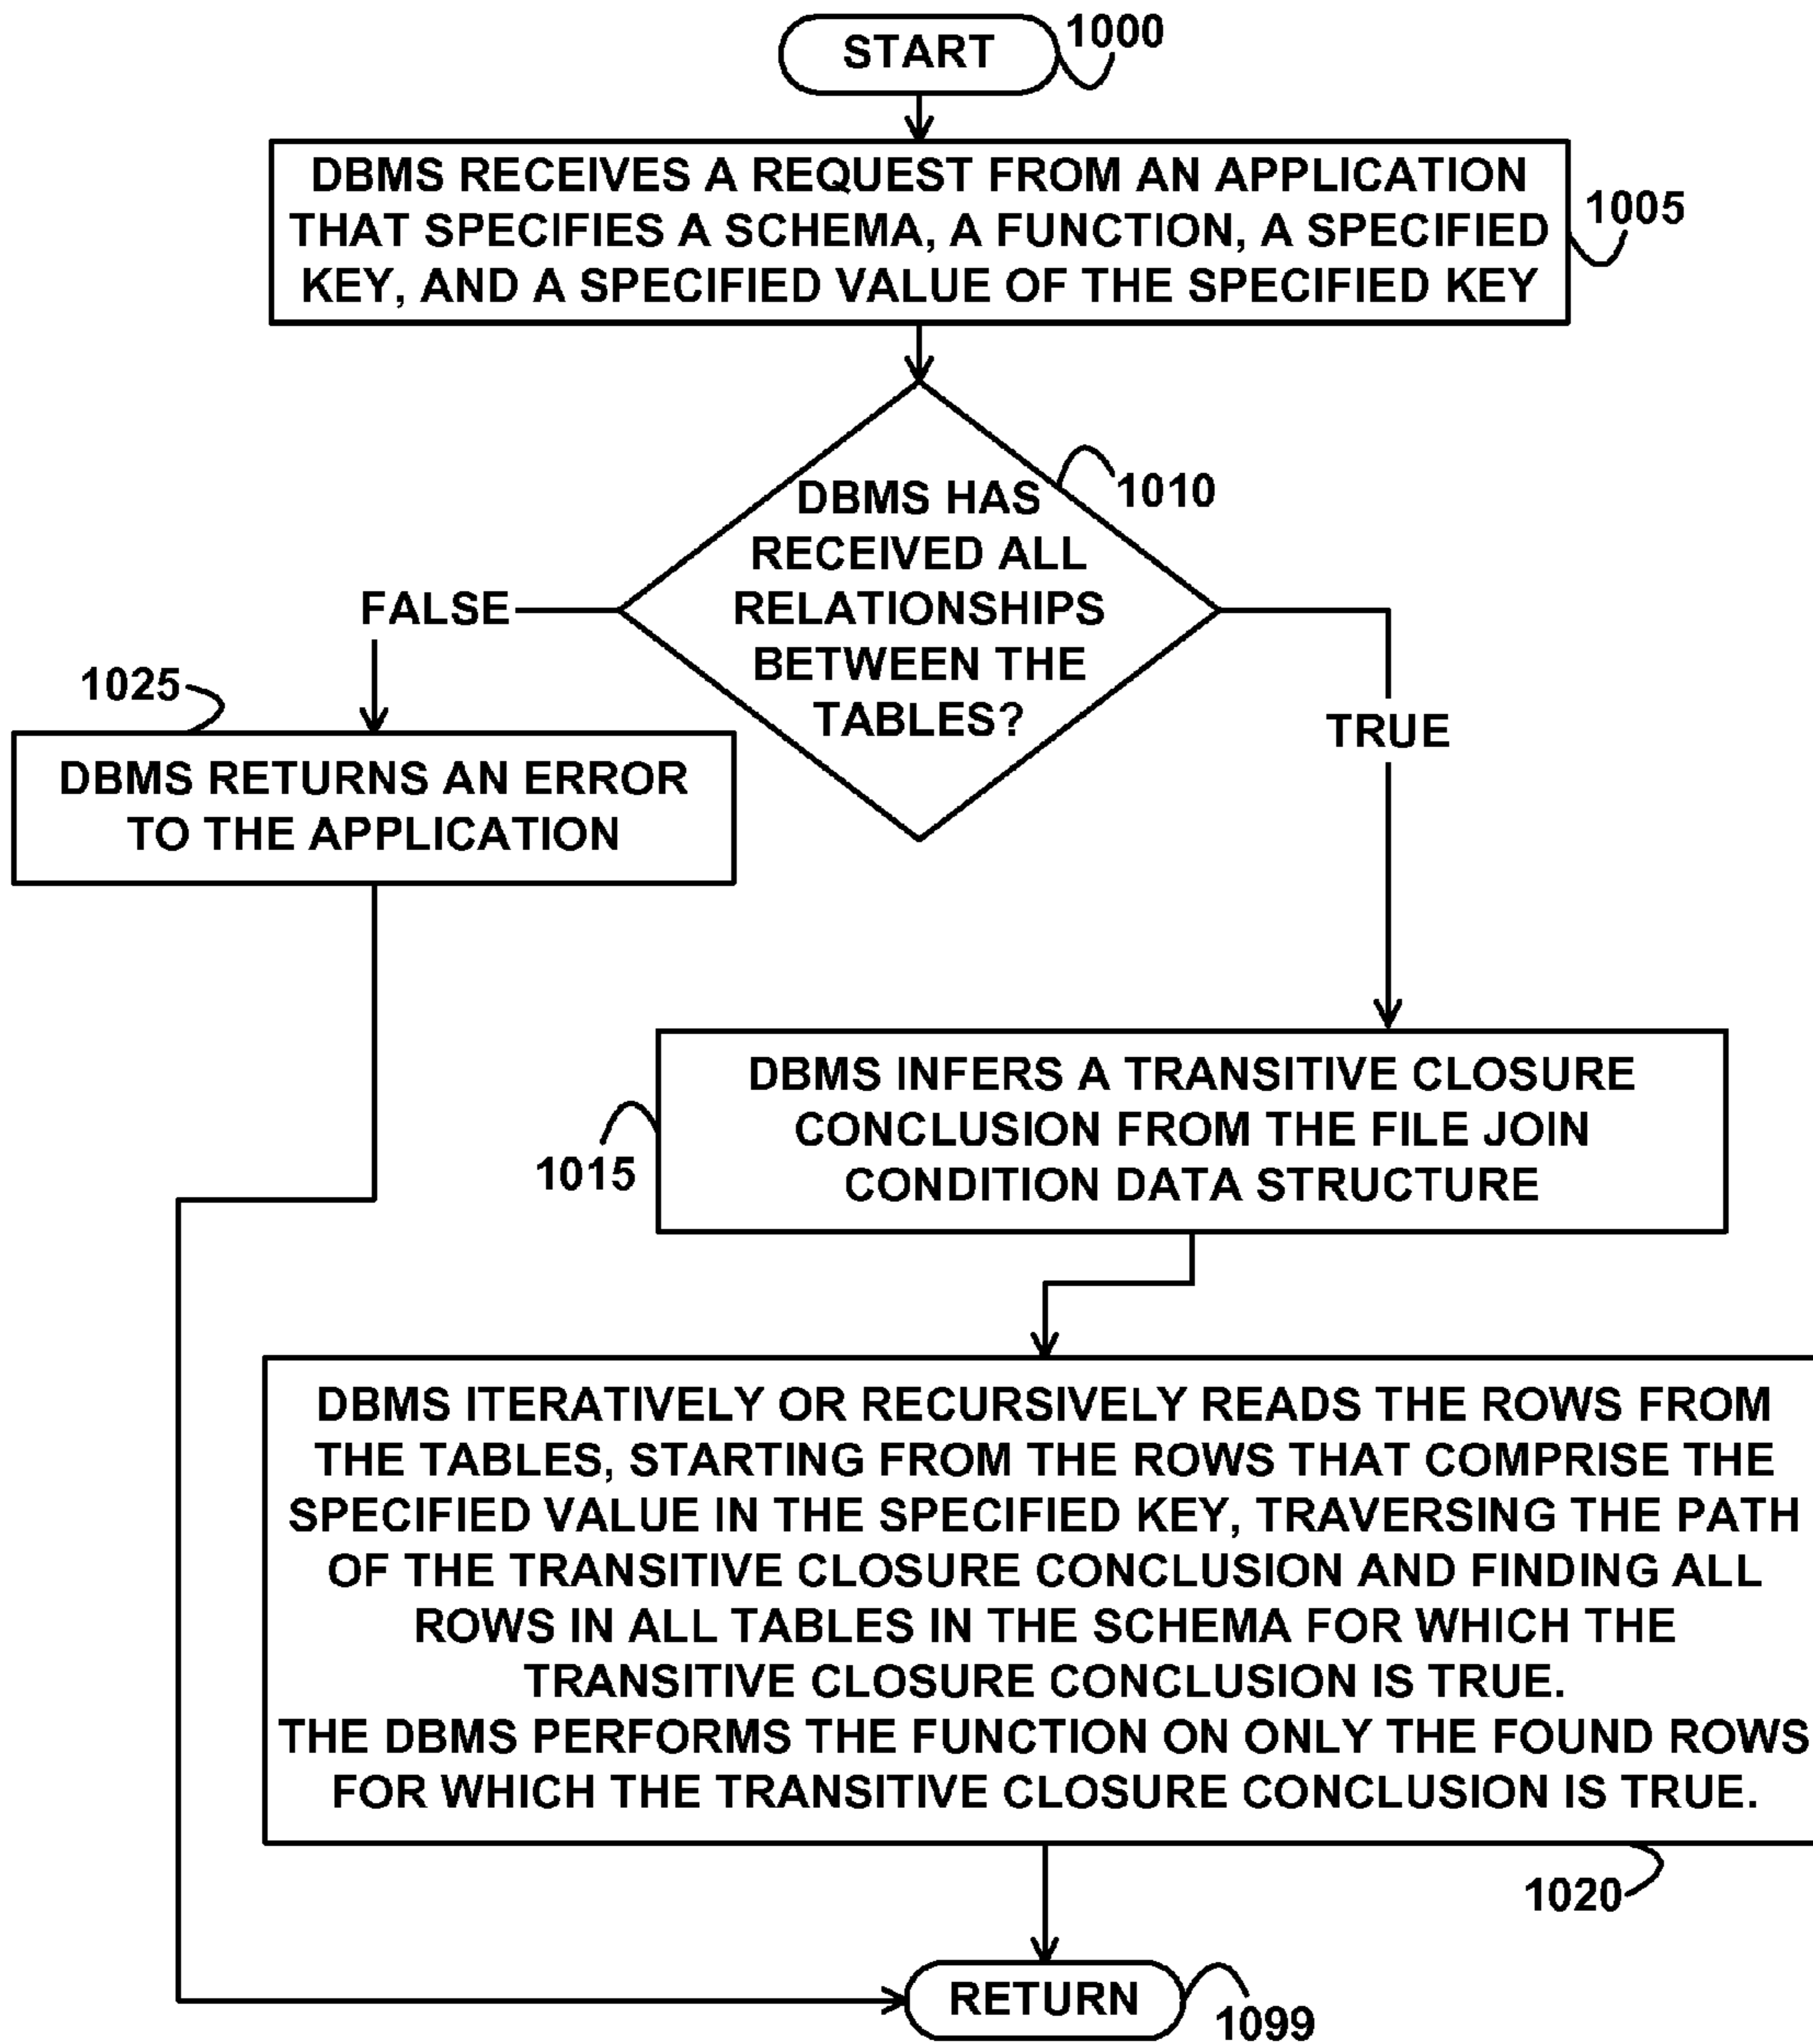 START
1000
DBMS RECEIVES A REQUEST FROM AN APPLICATION
THAT SPECIFIES A SCHEMA, A FUNCTION, A SPECIFIED
KEY, AND A SPECIFIED VALUE OF THE SPECIFIED KEY
1005
DBMS HAS
RECEIVED ALL
RELATIONSHIPS
BETWEEN THE
TABLES?
1010
FALSE
TRUE
1025
DBMS RETURNS AN ERROR
TO THE APPLICATION
DBMS INFERS A TRANSITIVE CLOSURE
CONCLUSION FROM THE FILE JOIN
CONDITION DATA STRUCTURE
1015
DBMS ITERATIVELY OR RECURSIVELY READS THE ROWS FROM
THE TABLES, STARTING FROM THE ROWS THAT COMPRISE THE
SPECIFIED VALUE IN THE SPECIFIED KEY, TRAVERSING THE PATH
OF THE TRANSITIVE CLOSURE CONCLUSION AND FINDING ALL
ROWS IN ALL TABLES IN THE SCHEMA FOR WHICH THE
TRANSITIVE CLOSURE CONCLUSION IS TRUE.
THE DBMS PERFORMS THE FUNCTION ON ONLY THE FOUND ROWS
FOR WHICH THE TRANSITIVE CLOSURE CONCLUSION IS TRUE.
1020
RETURN
1099